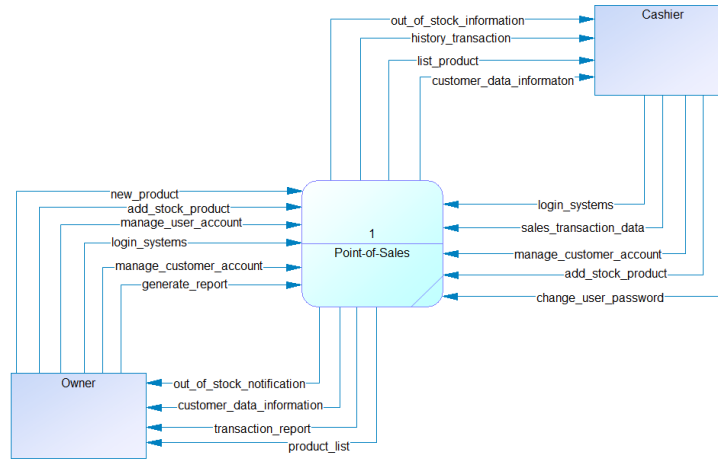 out_of_stock_information
Cashier
history_transaction
list_product
customer_data_informaton
new_product
add_stock_product
manage_user_account
login_systems
manage_customer_account
generate_report
1
Point-of-Sales
login_systems
sales_transaction_data
manage_customer_account
add_stock_product
change_user_password
Owner
out_of_stock_notification
customer_data_information
transaction_report
product_list